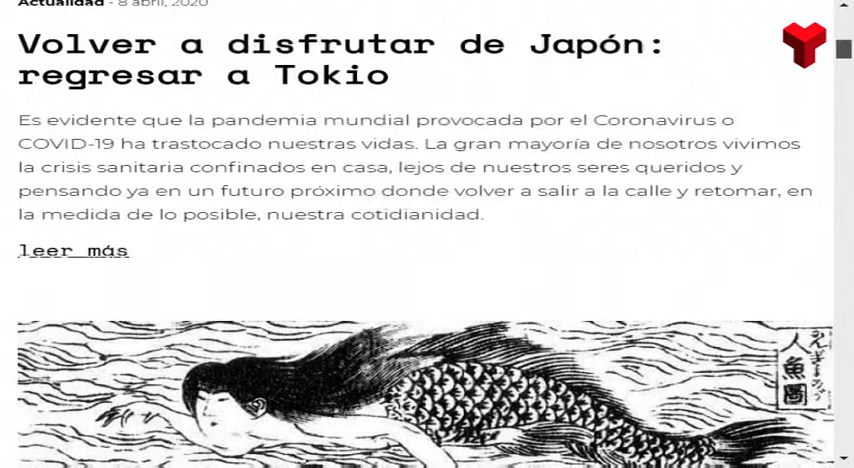 Actualidad - 8 abril, 2020
Volver a disfrutar de Japón:
regresar a Tokio
Es evidente que la pandemia mundial provocada por el Coronavirus o
COVID-19 ha trastocado nuestras vidas. La gran mayoría de nosotros vivimos
la crisis sanitaria confinados en casa, lejos de nuestros seres queridos y
pensando ya en un futuro próximo donde volver a salir a la calle y retomar, en
la medida de lo posible, nuestra cotidianidad.
leer más
人魚圖